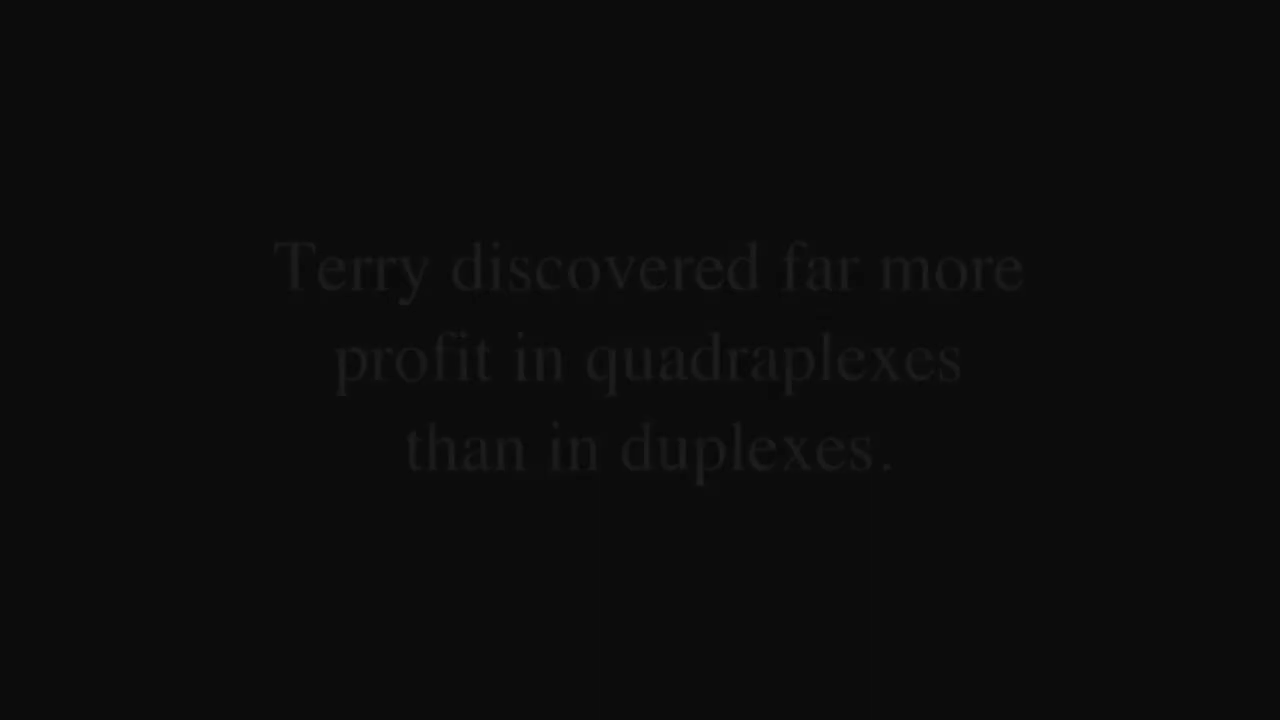 Terry discovered far more
profit in quadraplexes
than in duplexes.